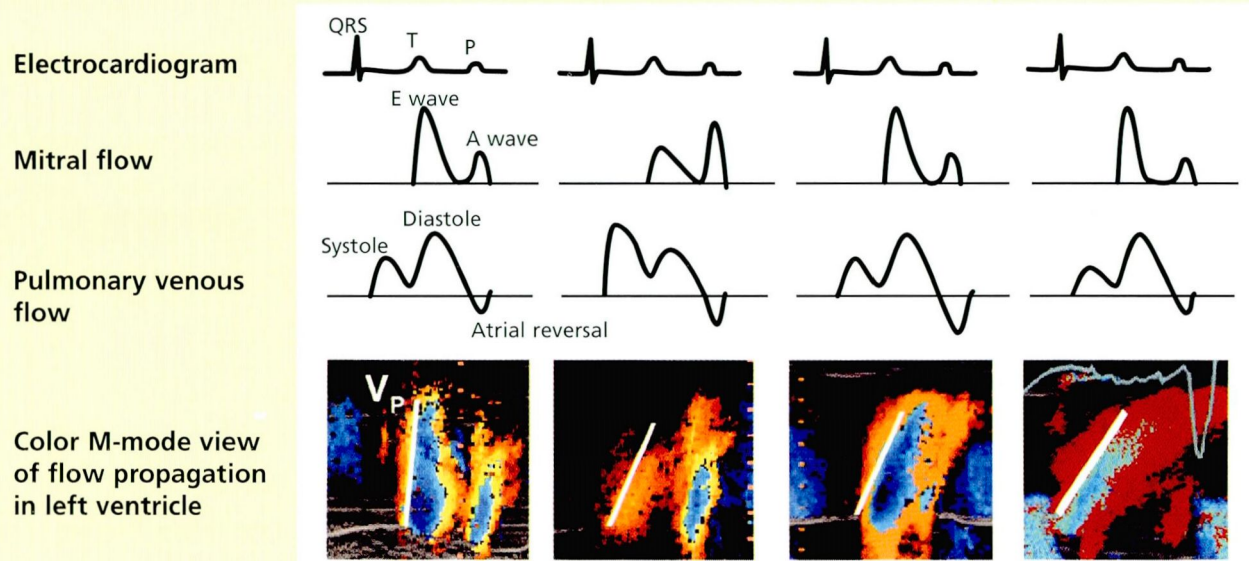 Electrocardiogram
QRS
T
P
Mitral flow
E wave
A wave
Pulmonary venous
flow
Systole
Diastole
Atrial reversal
Color M-mode view
of flow propagation
in left ventricle
VP